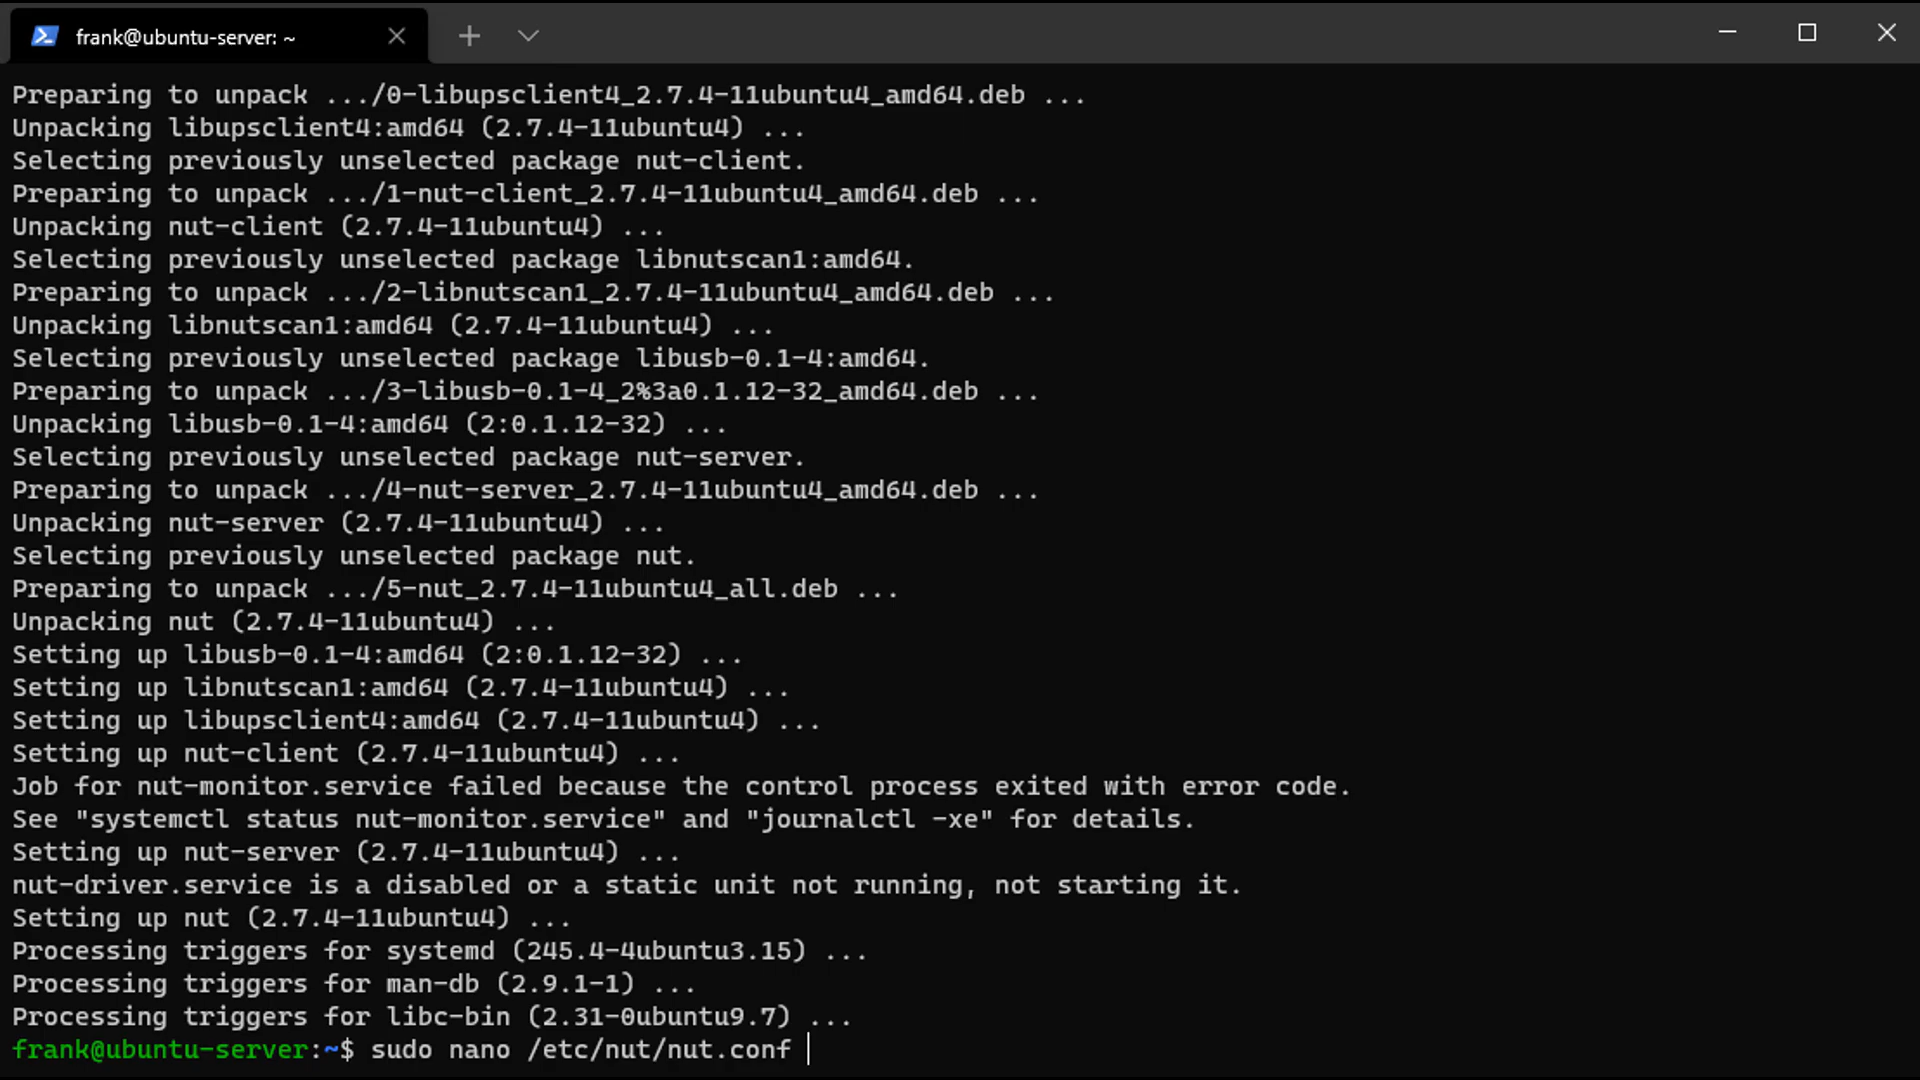 frank@ubuntu-server: ~
Preparing to unpack .../0-libupsclient4_2.7.4-11ubuntu4_amd64.deb ...
Unpacking libupsclient4:amd64 (2.7.4-11ubuntu4) ...
Selecting previously unselected package nut-client.
Preparing to unpack .../1-nut-client_2.7.4-11ubuntu4_amd64.deb ...
Unpacking nut-client (2.7.4-11ubuntu4) ...
Selecting previously unselected package libnutscan1:amd64.
Preparing to unpack .../2-libnutscan1_2.7.4-11ubuntu4_amd64.deb ...
Unpacking libnutscan1:amd64 (2.7.4-11ubuntu4) ...
Selecting previously unselected package libusb-0.1-4:amd64.
Preparing to unpack .../3-libusb-0.1-4_2%3a0.1.12-32_amd64.deb ...
Unpacking libusb-0.1-4:amd64 (2:0.1.12-32) ...
Selecting previously unselected package nut-server.
Preparing to unpack .../4-nut-server_2.7.4-11ubuntu4_amd64.deb ...
Unpacking nut-server (2.7.4-11ubuntu4) ...
Selecting previously unselected package nut.
Preparing to unpack .../5-nut_2.7.4-11ubuntu4_all.deb ...
Unpacking nut (2.7.4-11ubuntu4) ...
Setting up libusb-0.1-4:amd64 (2:0.1.12-32) ...
Setting up libnutscan1:amd64 (2.7.4-11ubuntu4) ...
Setting up libupsclient4:amd64 (2.7.4-11ubuntu4) ...
Setting up nut-client (2.7.4-11ubuntu4) ...
Job for nut-monitor.service failed because the control process exited with error code.
See "systemctl status nut-monitor.service" and "journalctl -xe" for details.
Setting up nut-server (2.7.4-11ubuntu4) ...
nut-driver.service is a disabled or a static unit not running, not starting it.
Setting up nut (2.7.4-11ubuntu4) ...
Processing triggers for systemd (245.4-4ubuntu3.15) ...
Processing triggers for man-db (2.9.1-1) ...
Processing triggers for libc-bin (2.31-0ubuntu9.7) ...
frank@ubuntu-server:~$ sudo nano /etc/nut/nut.conf